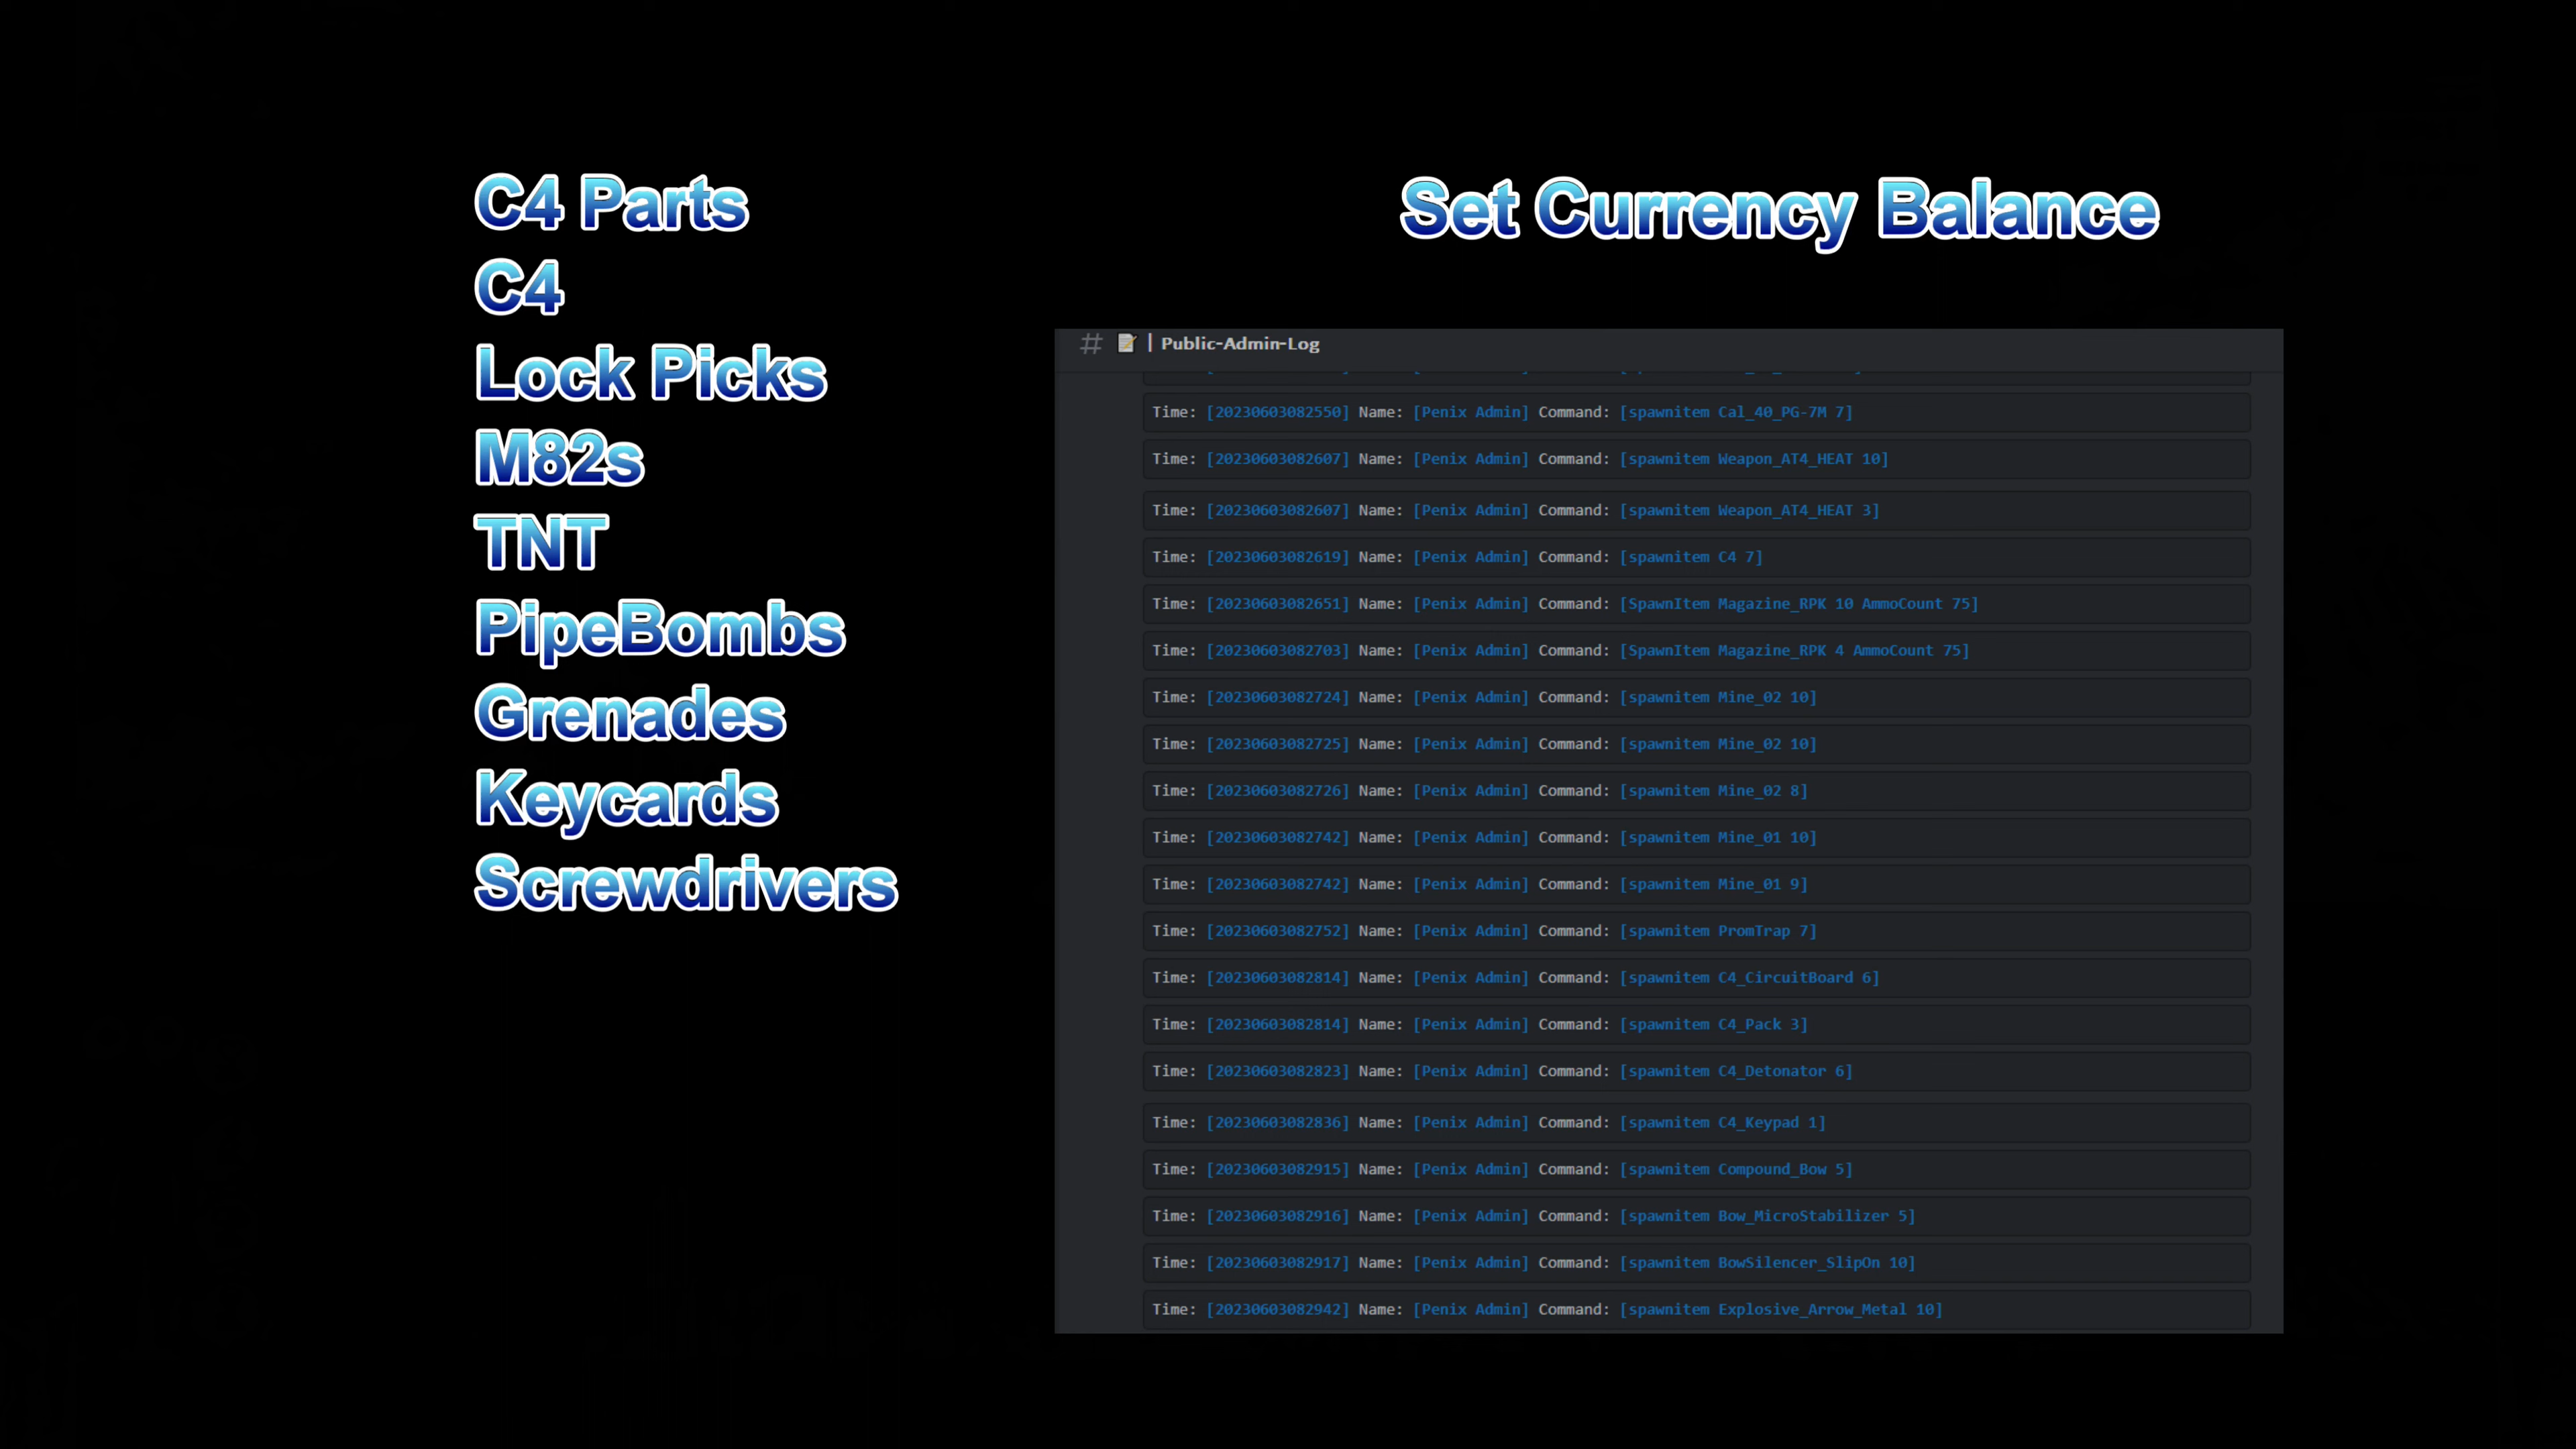 C4 Parts
C4
Lock Picks
M82s
TNT
PipeBombs
Grenades
Keycards
Screwdrivers
Set Currency Balance
# | Public-Admin-Log
Time: [20230603082550] Name: [Penix Admin] Command: [spawnitem Cal_40_PG-7M 7]
Time: [20230603082607] Name: [Penix Admin] Command: [spawnitem Weapon_AT4_HEAT 10]
Time: [20230603082607] Name: [Penix Admin] Command: [spawnitem Weapon_AT4_HEAT 3]
Time: [20230603082619] Name: [Penix Admin] Command: [spawnitem C4 7]
Time: [20230603082651] Name: [Penix Admin] Command: [SpawnItem Magazine_RPK 10 AmmoCount 75]
Time: [20230603082703] Name: [Penix Admin] Command: [SpawnItem Magazine_RPK 4 AmmoCount 75]
Time: [20230603082724] Name: [Penix Admin] Command: [spawnitem Mine_02 10]
Time: [20230603082725] Name: [Penix Admin] Command: [spawnitem Mine_02 10]
Time: [20230603082726] Name: [Penix Admin] Command: [spawnitem Mine_02 8]
Time: [20230603082742] Name: [Penix Admin] Command: [spawnitem Mine_01 10]
Time: [20230603082742] Name: [Penix Admin] Command: [spawnitem Mine_01 9]
Time: [20230603082752] Name: [Penix Admin] Command: [spawnitem PromTrap 7]
Time: [20230603082814] Name: [Penix Admin] Command: [spawnitem C4_CircuitBoard 6]
Time: [20230603082814] Name: [Penix Admin] Command: [spawnitem C4_Pack 3]
Time: [20230603082823] Name: [Penix Admin] Command: [spawnitem C4_Detonator 6]
Time: [20230603082836] Name: [Penix Admin] Command: [spawnitem C4_Keypad 1]
Time: [20230603082915] Name: [Penix Admin] Command: [spawnitem Compound_Bow 5]
Time: [20230603082916] Name: [Penix Admin] Command: [spawnitem Bow_MicroStabilizer 5]
Time: [20230603082917] Name: [Penix Admin] Command: [spawnitem BowSilencer_SlipOn 10]
Time: [20230603082942] Name: [Penix Admin] Command: [spawnitem Explosive_Arrow_Metal 10]